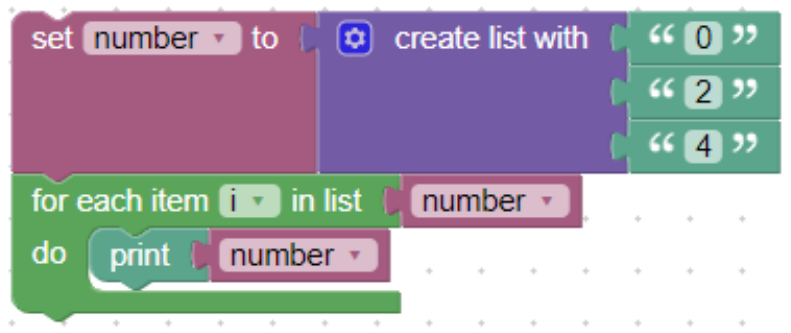 set number to create list with “ 0 ”
“ 2 ”
“ 4 ”
for each item i in list number
do print number